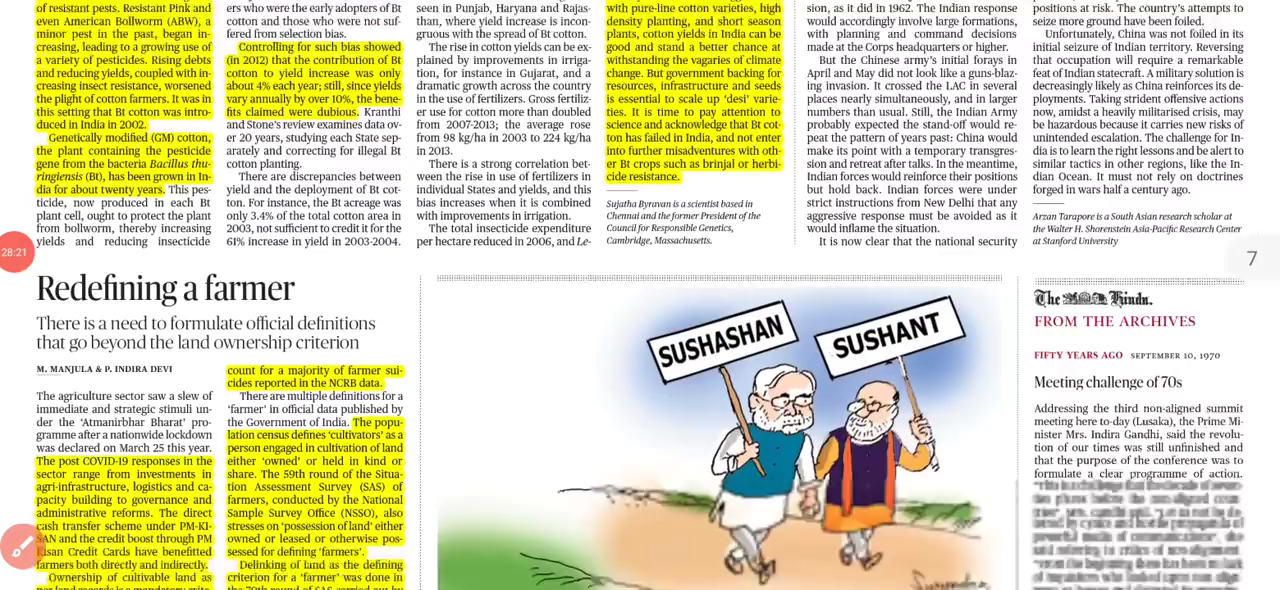 of resistant pests. Resistant Pink and
even American Bollworm (ABW), a
minor pest in the past, began in-
creasing, leading to a growing use of
a variety of pesticides. Rising debts
and reducing yields, coupled with in-
creasing insect resistance, worsened
the plight of cotton farmers. It was in
this setting that Bt cotton was intro-
duced in India in 2002.
Genetically modified (GM) cotton,
the plant containing the pesticide
gene from the bacteria Bacillus thu-
ringiensis (Bt), has been grown in In-
dia for about twenty years. This pes-
ticide, now produced in each Bt
plant cell, ought to protect the plant
from bollworm, thereby increasing
yields and reducing insecticide
ers who were the early adopters of Bt
cotton and those who were not suf-
fered from selection bias.
Controlling for such bias showed
(in 2012) that the contribution of Bt
cotton to yield increase was only
about 4% each year; still, since yields
vary annually by over 10%, the bene-
fits claimed were dubious. Kranthi
and Stone's review examines data ov-
er 20 years, studying each State sep-
arately and correcting for illegal Bt
cotton planting.
There are discrepancies between
yield and the deployment of Bt cot-
ton. For instance, the Bt acreage was
only 3.4% of the total cotton area in
2003, not sufficient to credit it for the
61% increase in yield in 2003-2004.
seen in Punjab, Haryana and Rajas-
than, where yield increase is incon-
gruous with the spread of Bt cotton.
The rise in cotton yields can be ex-
plained by improvements in irriga-
tion, for instance in Gujarat, and a
dramatic growth across the country
in the use of fertilizers. Gross fertiliz-
er use for cotton more than doubled
from 2007-2013; the average rose
from 98 kg/ha in 2003 to 224 kg/ha
in 2013.
There is a strong correlation bet-
ween the rise in use of fertilizers in
individual States and yields, and this
bias increases when it is combined
with improvements in irrigation.
The total insecticide expenditure
per hectare reduced in 2006, and Le-
with pure-line cotton varieties, high
density planting, and short season
plants, cotton yields in India can be
good and stand a better chance at
withstanding the vagaries of climate
change. But government backing for
resources, infrastructure and seeds
is essential to scale up 'desi' varie-
ties. It is time to pay attention to
science and acknowledge that Bt cot-
ton has failed in India, and not enter
into further misadventures with oth-
er Bt crops such as brinjal or herbi-
cide resistance.
Sujatha Byravan is a scientist based in
Chennai and the former President of the
Council for Responsible Genetics,
Cambridge, Massachusetts.
sion, as it did in 1962. The Indian response
would accordingly involve large formations,
with planning and command decisions
made at the Corps headquarters or higher.
But the Chinese army's initial forays in
April and May did not look like a guns-blaz-
ing invasion. It crossed the LAC in several
places nearly simultaneously, and in larger
numbers than usual. Still, the Indian Army
probably expected the stand-off would re-
peat the pattern of years past: China would
make its point with a temporary transgres-
sion and retreat after talks. In the meantime,
Indian forces would reinforce their positions
but hold back. Indian forces were under
strict instructions from New Delhi that any
aggressive response must be avoided as it
would inflame the situation.
It is now clear that the national security
positions at risk. The country's attempts to
seize more ground have been foiled.
Unfortunately, China was not foiled in its
initial seizure of Indian territory. Reversing
that occupation will require a remarkable
feat of Indian statecraft. A military solution is
decreasingly likely as China reinforces its de-
ployments. Taking strident offensive actions
now, amidst a heavily militarised crisis, may
be hazardous because it carries new risks of
unintended escalation. The challenge for In-
dia is to learn the right lessons and be alert to
similar tactics in other regions, like the In-
dian Ocean. It must not rely on doctrines
forged in wars half a century ago.
Arzan Tarapore is a South Asian research scholar at
the Walter H. Shorenstein Asia-Pacific Research Center
at Stanford University
28:21
7
Redefining a farmer
There is a need to formulate official definitions
that go beyond the land ownership criterion
M. MANJULA & P. INDIRA DEVI
The agriculture sector saw a slew of
immediate and strategic stimuli un-
der the 'Atmanirbhar Bharat' pro-
gramme after a nationwide lockdown
was declared on March 25 this year.
The post COVID-19 responses in the
sector range from investments in
agri-infrastructure, logistics and ca-
pacity building to governance and
administrative reforms. The direct
cash transfer scheme under PM-KI-
SAN and the credit boost through PM
Kisan Credit Cards have benefitted
farmers both directly and indirectly.
Ownership of cultivable land as
count for a majority of farmer sui-
cides reported in the NCRB data.
There are multiple definitions for a
'farmer' in official data published by
the Government of India. The popu-
lation census defines 'cultivators' as a
person engaged in cultivation of land
either 'owned' or held in kind or
share. The 59th round of the Situa-
tion Assessment Survey (SAS) of
farmers, conducted by the National
Sample Survey Office (NSSO), also
stresses on 'possession of land' either
owned or leased or otherwise pos-
sessed for defining 'farmers'.
Delinking of land as the defining
criterion for a 'farmer' was done in
SUSHASHAN
SUSHANT
The Hindu
FROM THE ARCHIVES
FIFTY YEARS AGO SEPTEMBER 10, 1970
Meeting challenge of 70s
Addressing the third non-aligned summit
meeting here to-day (Lusaka), the Prime Mi-
nister Mrs. Indira Gandhi, said the revolu-
tion of our times was still unfinished and
that the purpose of the conference was to
formulate a clear programme of action.